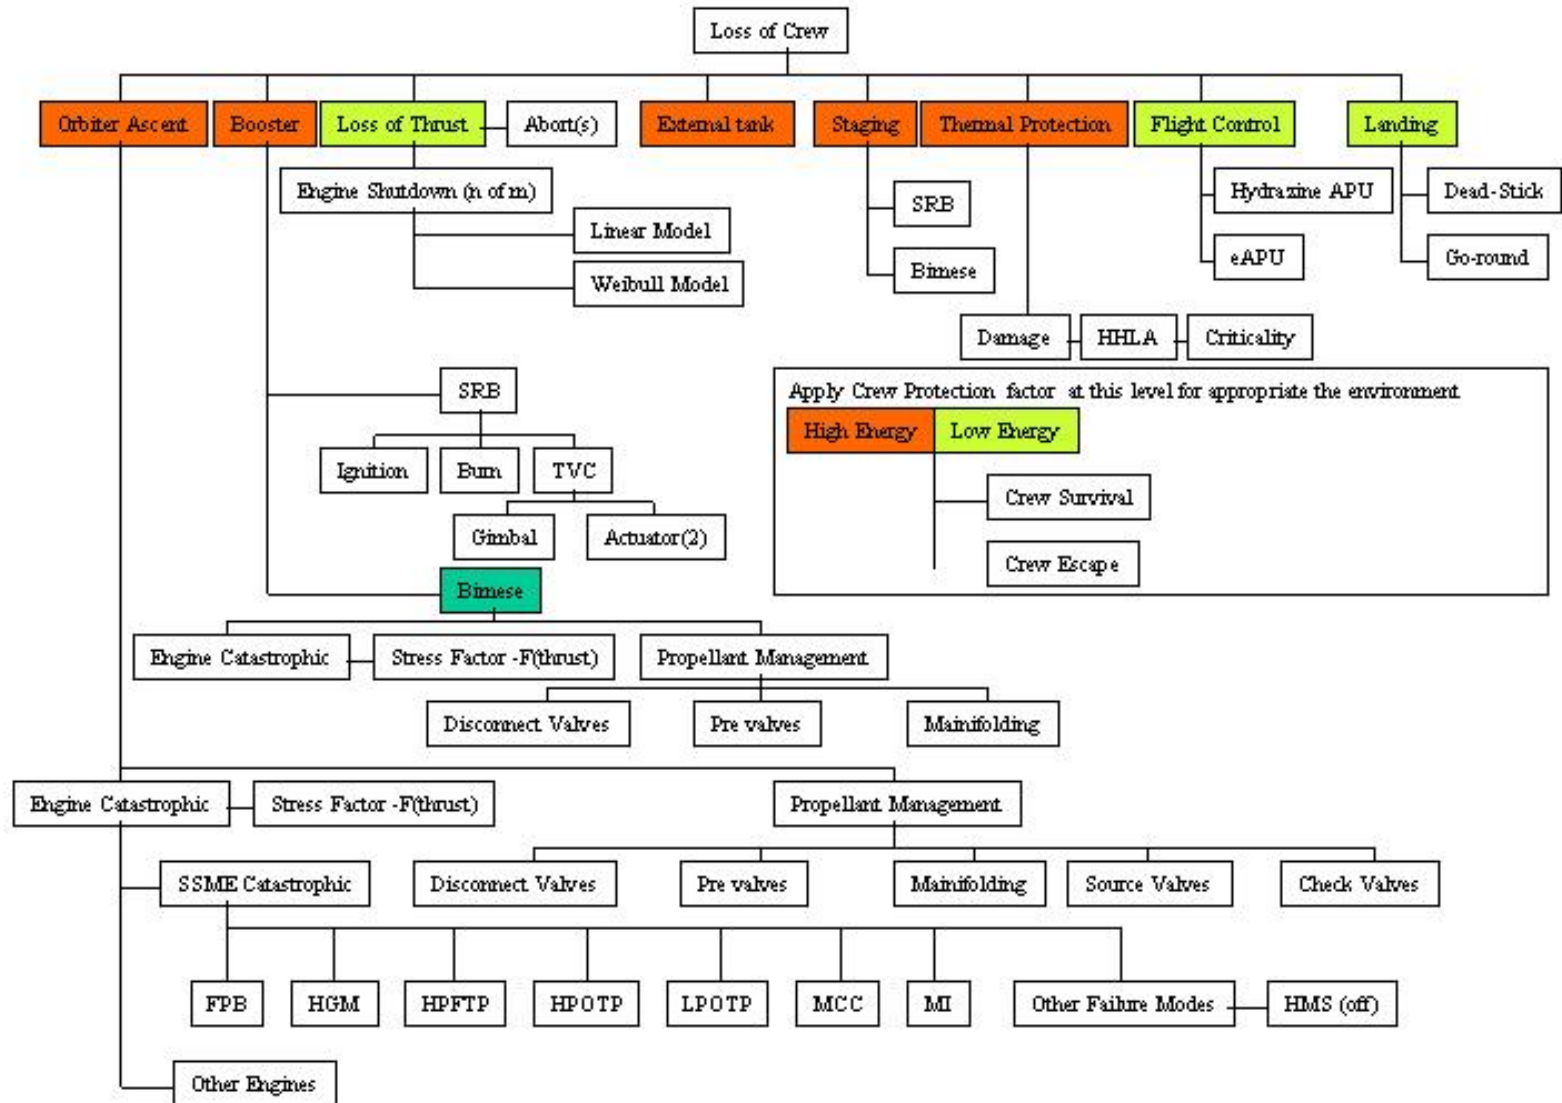 Loss of Crew
Orbiter Ascent
Booster
Loss of Thrust
Abort(s)
External tank
Staging
Thermal Protection
Flight Control
Landing
Engine Shutdown (n of m)
Linear Model
Weibull Model
SRB
Bimese
Hydrazine APU
eAPU
Dead-Stick
Go-round
Damage
HHLA
Criticality
Apply Crew Protection factor at this level for appropriate the environment
High Energy
Low Energy
Crew Survival
Crew Escape
SRB
Ignition
Burn
TVC
Gimbal
Actuator(2)
Bimese
Engine Catastrophic
Stress Factor -F(thrust)
Propellant Management
Disconnect Valves
Pre valves
Mainifolding
Engine Catastrophic
Stress Factor -F(thrust)
Propellant Management
SSME Catastrophic
Disconnect Valves
Pre valves
Mainifolding
Source Valves
Check Valves
FPB
HGM
HPFTP
HPOTP
LPOTP
MCC
MI
Other Failure Modes
HMS (off)
Other Engines